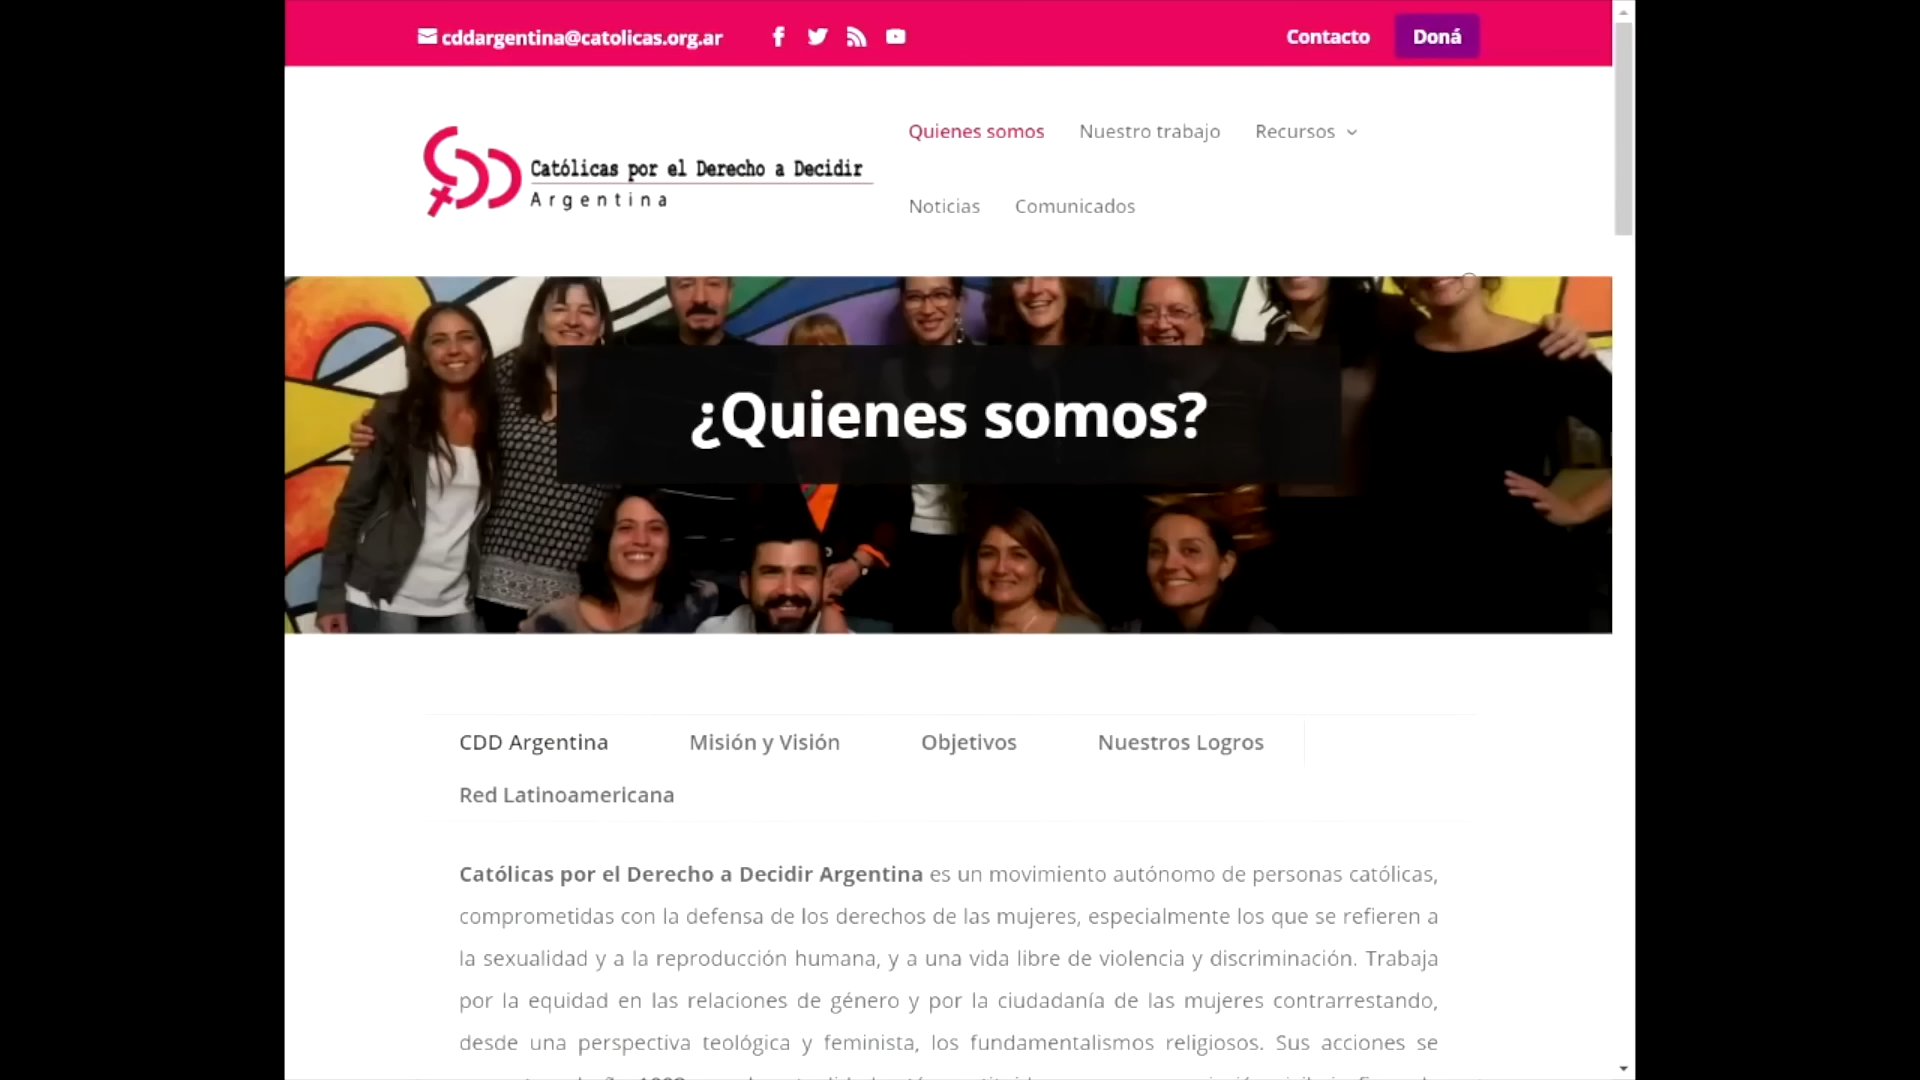 cddargentina@catolicas.org.ar
Contacto
Doná
Católicas por el Derecho a Decidir
Argentina
Quienes somos
Nuestro trabajo
Recursos
Noticias
Comunicados
¿Quienes somos?
CDD Argentina
Misión y Visión
Objetivos
Nuestros Logros
Red Latinoamericana
Católicas por el Derecho a Decidir Argentina es un movimiento autónomo de personas católicas,
comprometidas con la defensa de los derechos de las mujeres, especialmente los que se refieren a
la sexualidad y a la reproducción humana, y a una vida libre de violencia y discriminación. Trabaja
por la equidad en las relaciones de género y por la ciudadanía de las mujeres contrarrestando,
desde una perspectiva teológica y feminista, los fundamentalismos religiosos. Sus acciones se